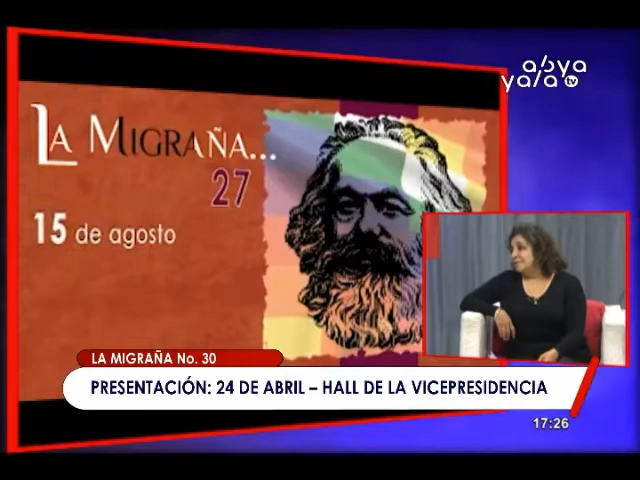 abya
yala tv
LA MIGRAÑA...
27
15 de agosto
LA MIGRAÑA No. 30
PRESENTACIÓN: 24 DE ABRIL – HALL DE LA VICEPRESIDENCIA
17:26